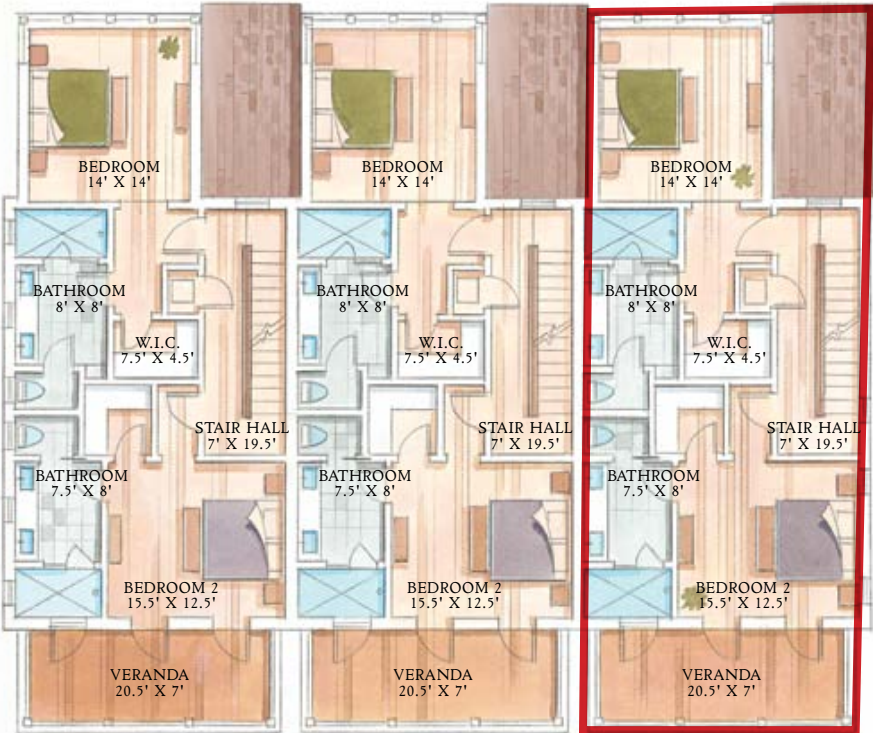 BEDROOM
14' X 14'
BATHROOM
8' X 8'
W.I.C.
7.5' X 4.5'
STAIR HALL
7' X 19.5'
BATHROOM
7.5' X 8'
BEDROOM 2
15.5' X 12.5'
VERANDA
20.5' X 7'
BEDROOM
14' X 14'
BATHROOM
8' X 8'
W.I.C.
7.5' X 4.5'
STAIR HALL
7' X 19.5'
BATHROOM
7.5' X 8'
BEDROOM 2
15.5' X 12.5'
VERANDA
20.5' X 7'
BEDROOM
14' X 14'
BATHROOM
8' X 8'
W.I.C.
7.5' X 4.5'
STAIR HALL
7' X 19.5'
BATHROOM
7.5' X 8'
BEDROOM 2
15.5' X 12.5'
VERANDA
20.5' X 7'